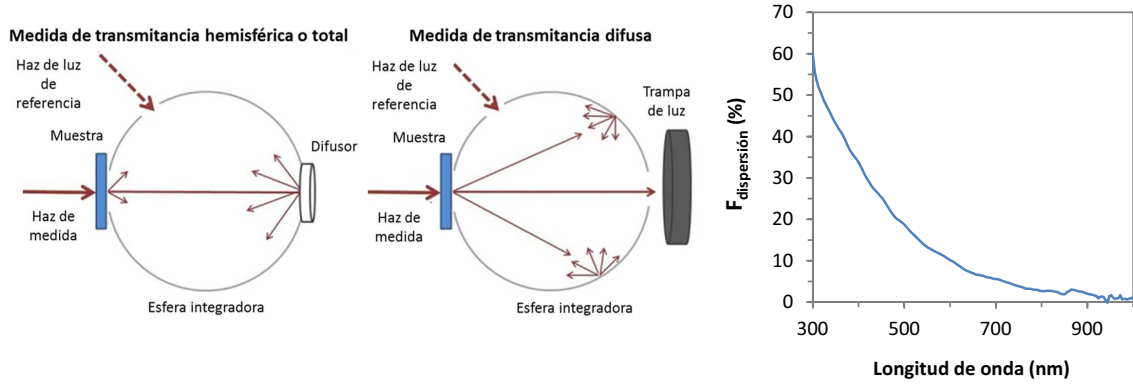 Medida de transmitancia hemisférica o total
Haz de luz
de
referencia
Muestra
Difusor
Haz de
medida
Esfera integradora
Medida de transmitancia difusa
Haz de luz
de
referencia
Trampa
de luz
Muestra
Haz de
medida
Esfera integradora
F dispersión (%)
70
60
50
40
30
20
10
0
300
500
700
900
Longitud de onda (nm)